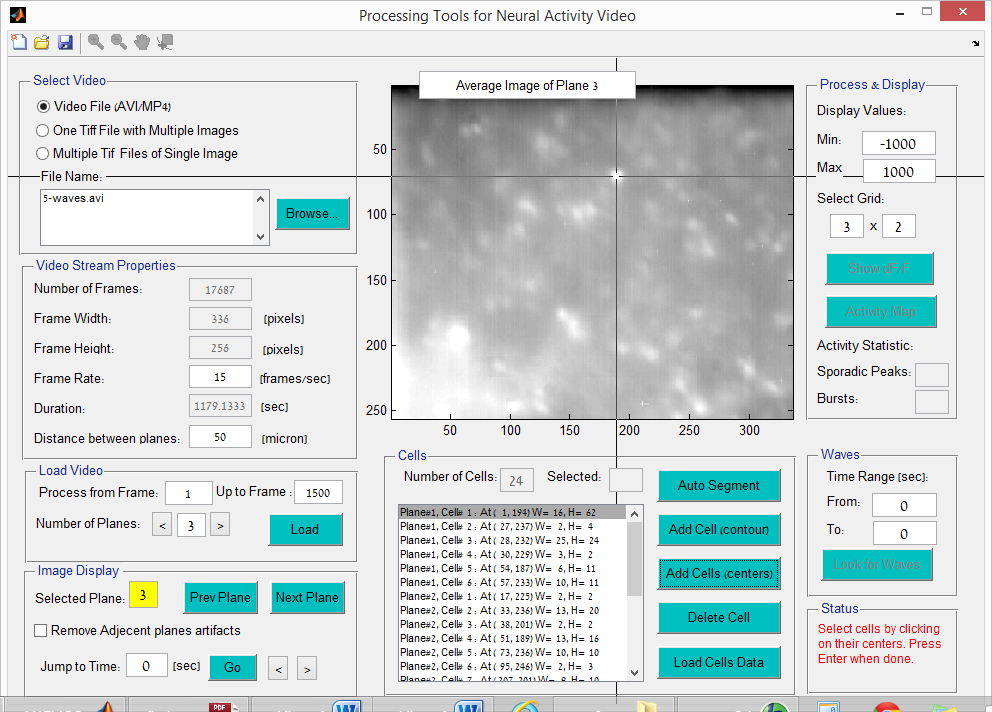 Processing Tools for Neural Activity Video
Select Video
Video File (AVI/MP4)
One Tiff File with Multiple Images
Multiple Tif Files of Single Image
File Name:
5-waves.avi
Browse...
Video Stream Properties
Number of Frames: 17687
Frame Width: 336 [pixels]
Frame Height: 256 [pixels]
Frame Rate: 15 [frames/sec]
Duration: 1179.1333 [sec]
Distance between planes: 50 [micron]
Load Video
Process from Frame: 1 Up to Frame : 1500
Number of Planes: < 3 > Load
Image Display
Selected Plane: 3 Prev Plane Next Plane
Remove Adjecent planes artifacts
Jump to Time: 0 [sec] Go < >
Average Image of Plane 3
50
100
150
200
250
50 100 150 200 250 300
Cells
Number of Cells: 24 Selected:
Plane#1, Cell# 1 : At( 1,194) W= 16, H= 62
Plane#1, Cell# 2 : At( 27,237) W= 2, H= 4
Plane#1, Cell# 3 : At( 28,232) W= 25, H= 24
Plane#1, Cell# 4 : At( 30,229) W= 3, H= 2
Plane#1, Cell# 5 : At( 54,187) W= 6, H= 11
Plane#1, Cell# 6 : At( 57,233) W= 10, H= 11
Plane#2, Cell# 1 : At( 17,225) W= 2, H= 2
Plane#2, Cell# 2 : At( 33,236) W= 13, H= 20
Plane#2, Cell# 3 : At( 38,201) W= 2, H= 2
Plane#2, Cell# 4 : At( 51,189) W= 13, H= 16
Plane#2, Cell# 5 : At( 73,236) W= 10, H= 10
Plane#2, Cell# 6 : At( 95,246) W= 2, H= 3
Plane#2, Cell# 7 : At(207,201) W= 8, H= 10
Auto Segment
Add Cell (contour)
Add Cells (centers)
Delete Cell
Load Cells Data
Process & Display
Display Values:
Min: -1000
Max 1000
Select Grid:
3 x 2
Show
Activity Map
Activity Statistic:
Sporadic Peaks:
Bursts:
Waves
Time Range [sec]:
From: 0
To: 0
Look for Waves
Status
Select cells by clicking
on their centers. Press
Enter when done.
PDF